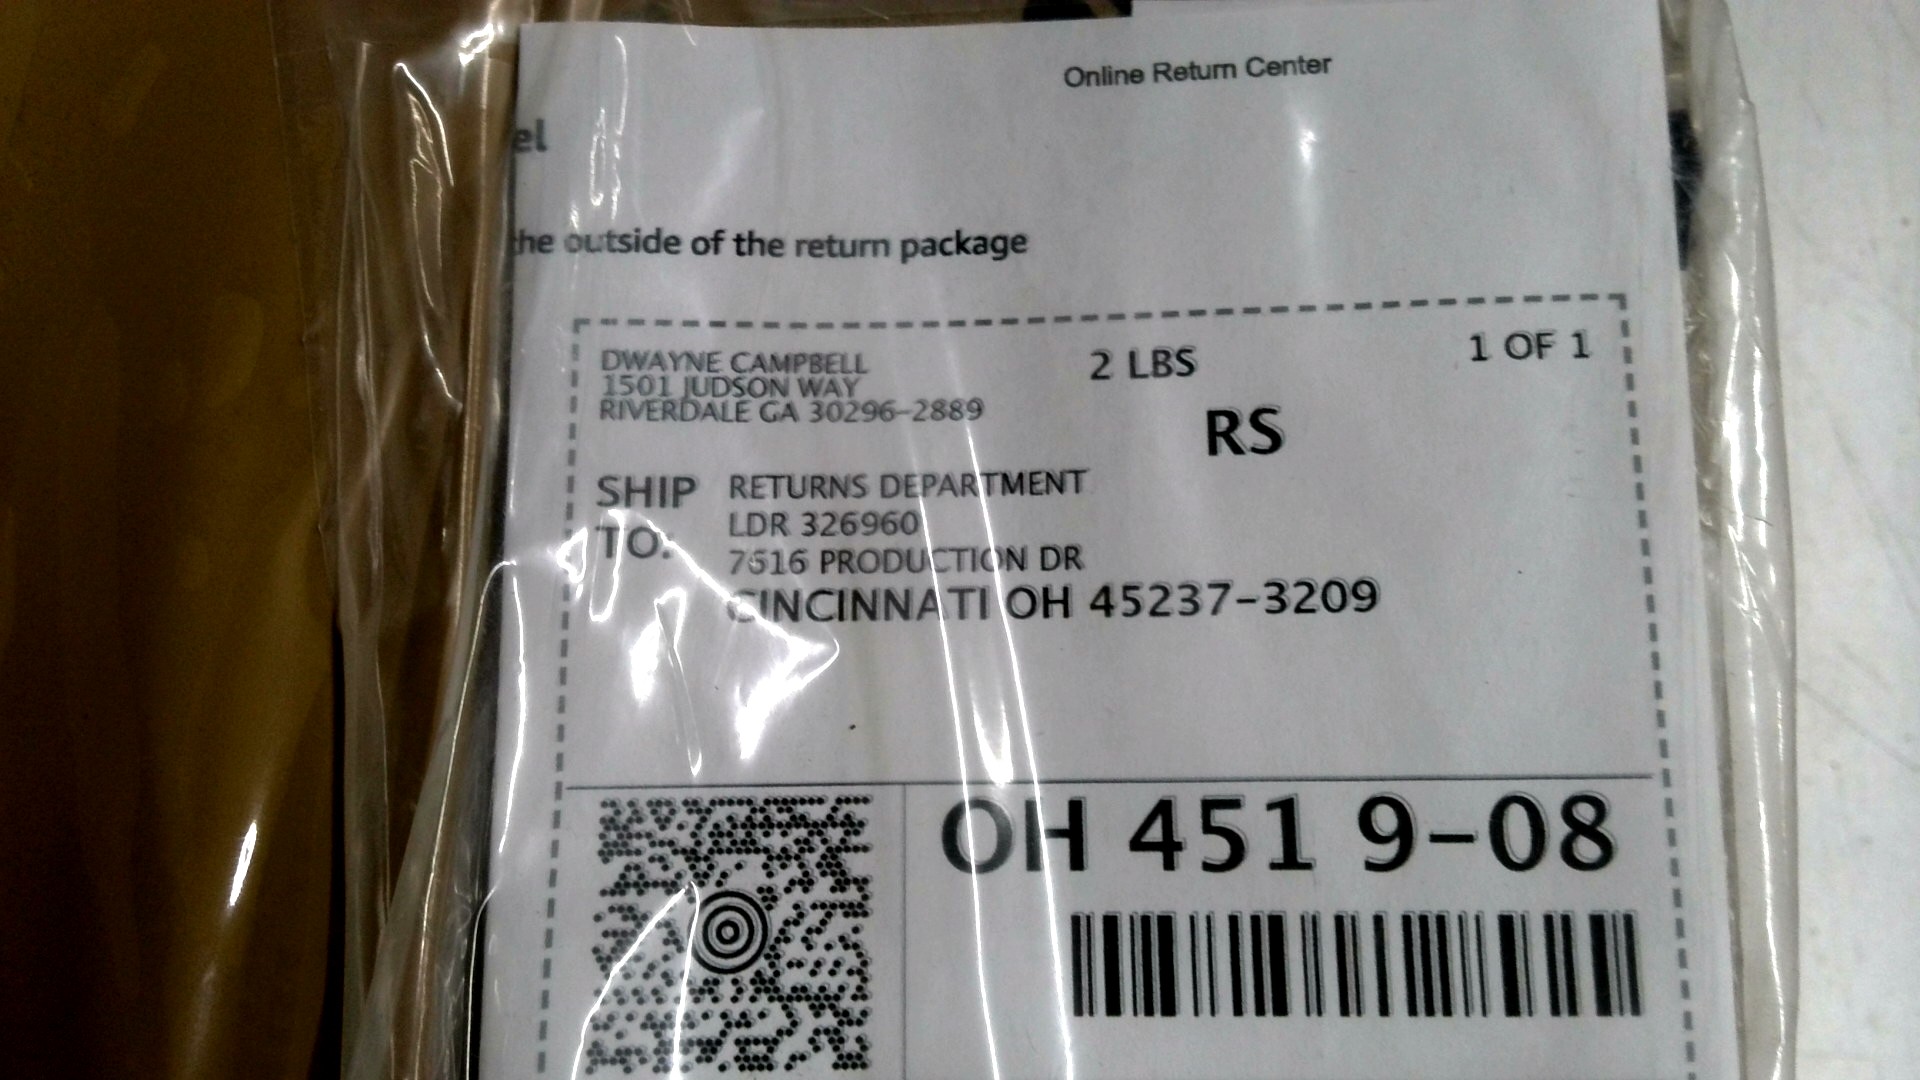 Online Return Center
el
the outside of the return package
DWAYNE CAMPBELL 2 LBS 1 OF 1
1501 JUDSON WAY
RIVERDALE GA 30296-2889
RS
SHIP TO: RETURNS DEPARTMENT
LDR 326960
7616 PRODUCTION DR
CINCINNATI OH 45237-3209
OH 451 9-08